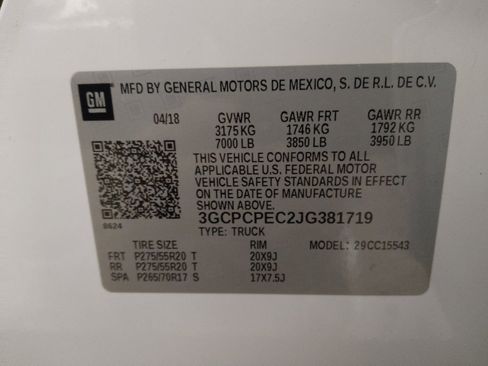 GM MFD BY GENERAL MOTORS DE MEXICO, S. DE R.L. DE C.V.
04/18 GVWR GAWR FRT GAWR RR
3175 KG 1746 KG 1792 KG
7000 LB 3850 LB 3950 LB
THIS VEHICLE CONFORMS TO ALL
APPLICABLE U.S. FEDERAL MOTOR
VEHICLE SAFETY STANDARDS IN EFFECT
ON THE DATE OF MANUFACTURE
SHOWN ABOVE.
3GCPCPEC2JG381719
8624 TYPE: TRUCK
TIRE SIZE RIM MODEL: 29CC15543
FRT P275/55R20 T 20X9J
RR P275/55R20 T 20X9J
SPA P265/70R17 S 17X7.5J